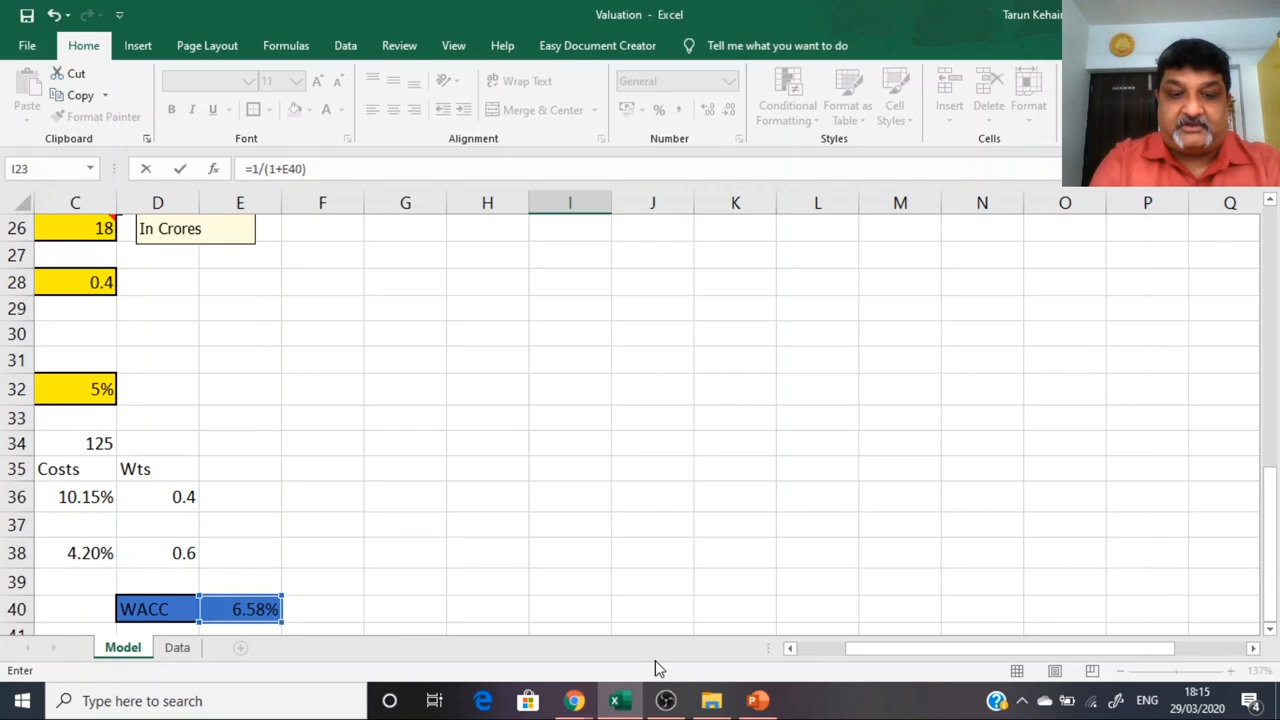 Valuation - Excel
Tarun Kehair
File Home Insert Page Layout Formulas Data Review View Help Easy Document Creator Tell me what you want to do
Paste
Cut
Copy
Format Painter
Clipboard
11
B I U
Font
Wrap Text
Merge & Center
Alignment
General
Number
Conditional Formatting
Format as Table
Cell Styles
Styles
Insert
Delete
Format
Cells
I23
fx
=1/(1+E40)
C D E F G H I J K L M N O P Q
26 18 In Crores
27
28 0.4
29
30
31
32 5%
33
34 125
35 Costs Wts
36 10.15% 0.4
37
38 4.20% 0.6
39
40 WACC 6.58%
Model Data
Enter
137%
Type here to search
ENG
18:15
29/03/2020
4